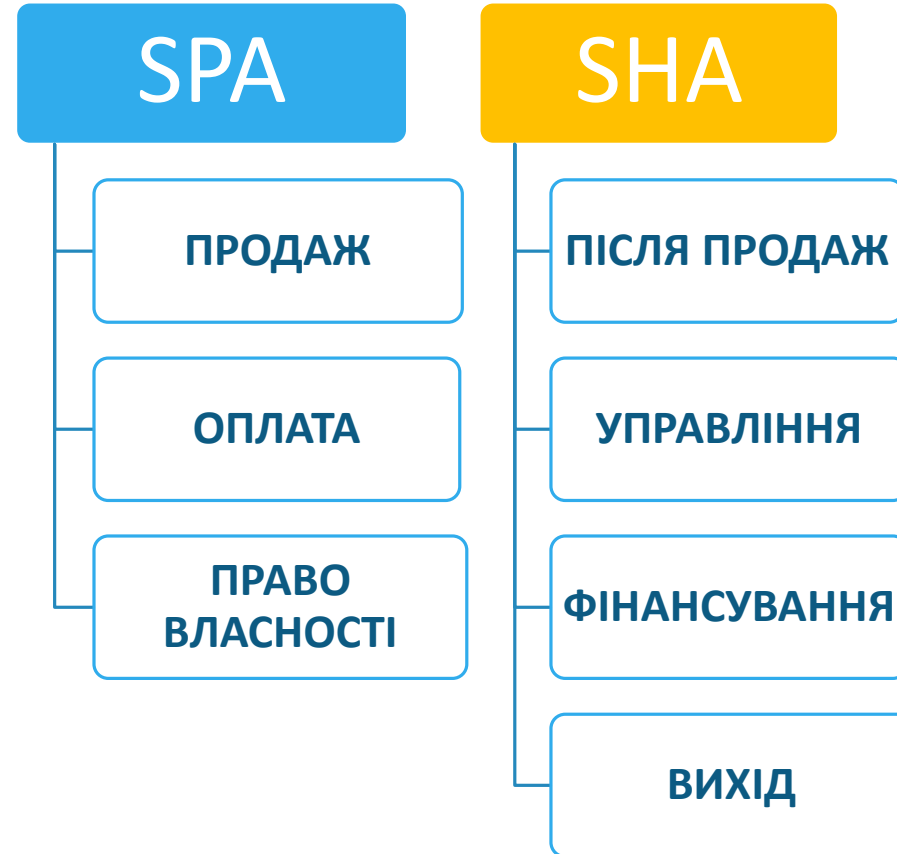 SPA
ПРОДАЖ
ОПЛАТА
ПРАВО
ВЛАСНОСТІ
SHA
ПІСЛЯ ПРОДАЖ
УПРАВЛІННЯ
ФІНАНСУВАННЯ
ВИХІД